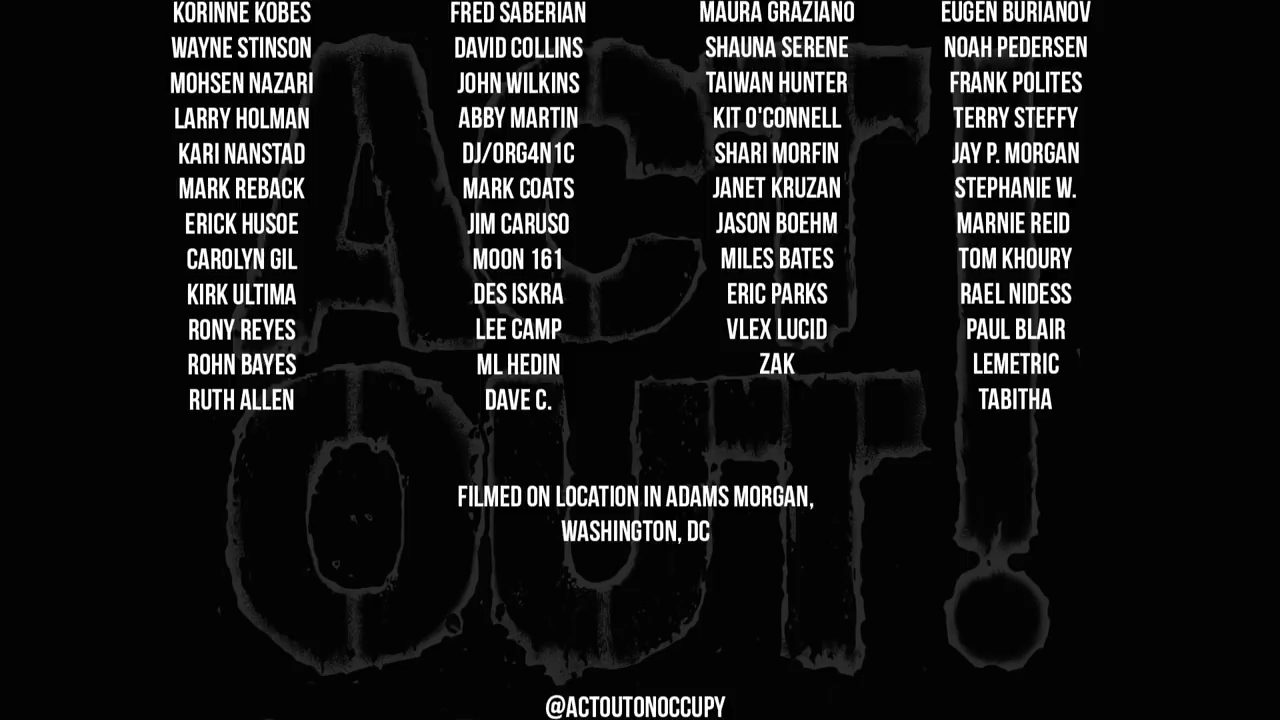 KORINNE KOBES FRED SABERIAN MAURA GRAZIANO EUGEN BURIANOV
WAYNE STINSON DAVID COLLINS SHAUNA SERENE NOAH PEDERSEN
MOHSEN NAZARI JOHN WILKINS TAIWAN HUNTER FRANK POLITES
LARRY HOLMAN ABBY MARTIN KIT O'CONNELL TERRY STEFFY
KARI NANSTAD DJ/0RG4N1C SHARI MORFIN JAY P. MORGAN
MARK REBACK MARK COATS JANET KRUZAN STEPHANIE W.
ERICK HUSOE JIM CARUSO JASON BOEHM MARNIE REID
CAROLYN GIL MOON 161 MILES BATES TOM KHOURY
KIRK ULTIMA DES ISKRA ERIC PARKS RAEL NIDESS
RONY REYES LEE CAMP VLEX LUCID PAUL BLAIR
ROHN BAYES ML HEDIN ZAK LEMETRIC
RUTH ALLEN DAVE C. TABITHA
ACT
OUT!
FILMED ON LOCATION IN ADAMS MORGAN,
WASHINGTON, DC
@ACTOUTONOCCUPY